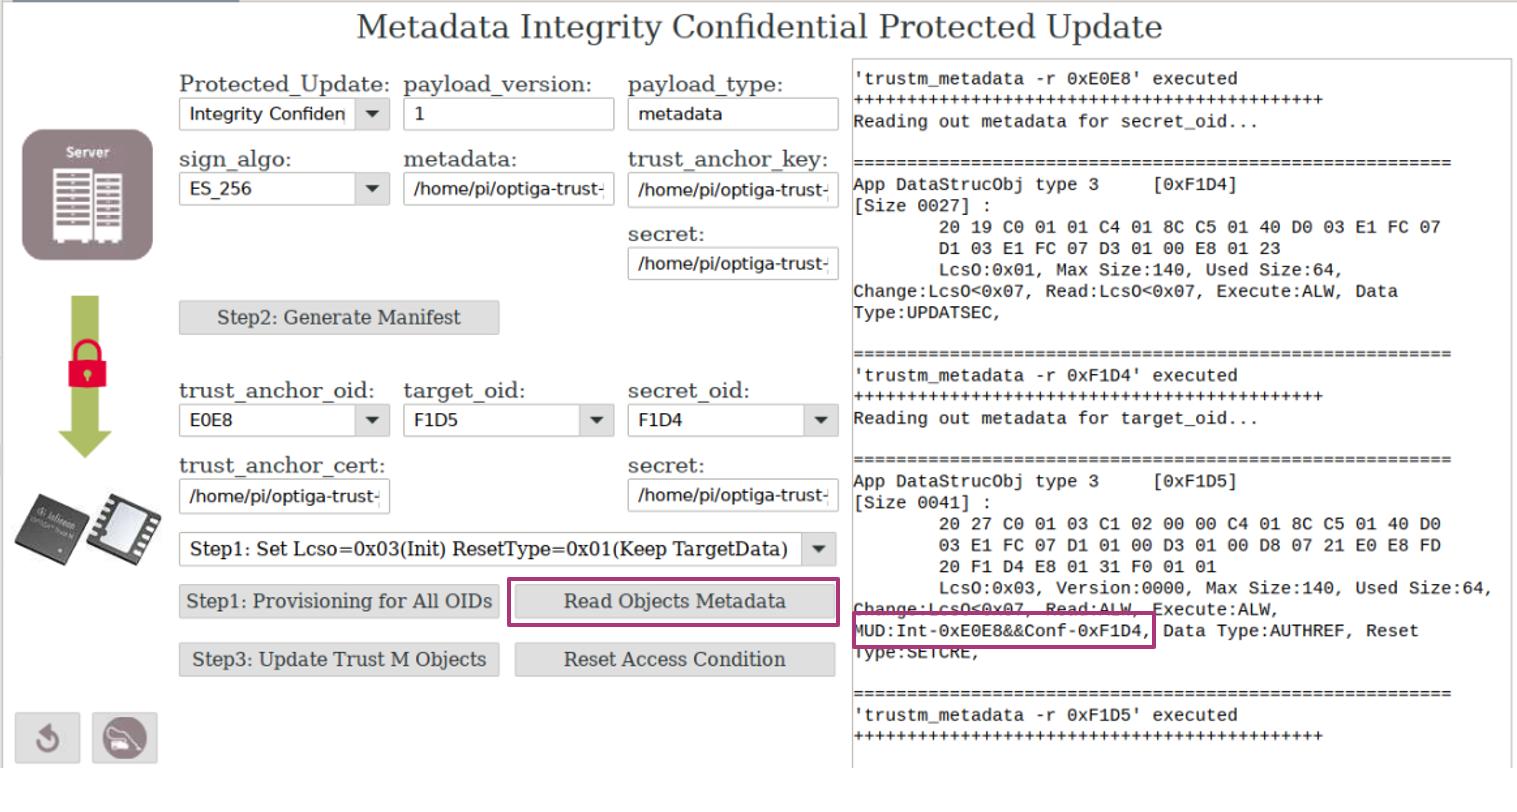 Metadata Integrity Confidential Protected Update
Protected_Update: payload_version: payload_type:
Integrity Confiden 1 metadata
Server
sign_algo: metadata: trust_anchor_key:
ES_256 /home/pi/optiga-trust- /home/pi/optiga-trust-
secret:
/home/pi/optiga-trust-
Step2: Generate Manifest
trust_anchor_oid: target_oid: secret_oid:
E0E8 F1D5 F1D4
trust_anchor_cert: secret:
/home/pi/optiga-trust- /home/pi/optiga-trust-
Step1: Set Lcso=0x03(Init) ResetType=0x01(Keep TargetData)
Step1: Provisioning for All OIDs Read Objects Metadata
Step3: Update Trust M Objects Reset Access Condition
'trustm_metadata -r 0xE0E8' executed
++++++++++++++++++++++++++++++++++++++++++++
Reading out metadata for secret_oid...
========================================================
App DataStrucObj type 3 [0xF1D4]
[Size 0027] :
20 19 C0 01 01 C4 01 8C C5 01 40 D0 03 E1 FC 07
D1 03 E1 FC 07 D3 01 00 E8 01 23
LcsO:0x01, Max Size:140, Used Size:64,
Change:LcsO<0x07, Read:LcsO<0x07, Execute:ALW, Data
Type:UPDATSEC,
========================================================
'trustm_metadata -r 0xF1D4' executed
++++++++++++++++++++++++++++++++++++++++++++
Reading out metadata for target_oid...
========================================================
App DataStrucObj type 3 [0xF1D5]
[Size 0041] :
20 27 C0 01 03 C1 02 00 00 C4 01 8C C5 01 40 D0
03 E1 FC 07 D1 01 00 D3 01 00 D8 07 21 E0 E8 FD
20 F1 D4 E8 01 31 F0 01 01
LcsO:0x03, Version:0000, Max Size:140, Used Size:64,
Change:LcsO<0x07, Read:ALW, Execute:ALW,
MUD:Int-0xE0E8&&Conf-0xF1D4, Data Type:AUTHREF, Reset
Type:SETCRE,
========================================================
'trustm_metadata -r 0xF1D5' executed
++++++++++++++++++++++++++++++++++++++++++++